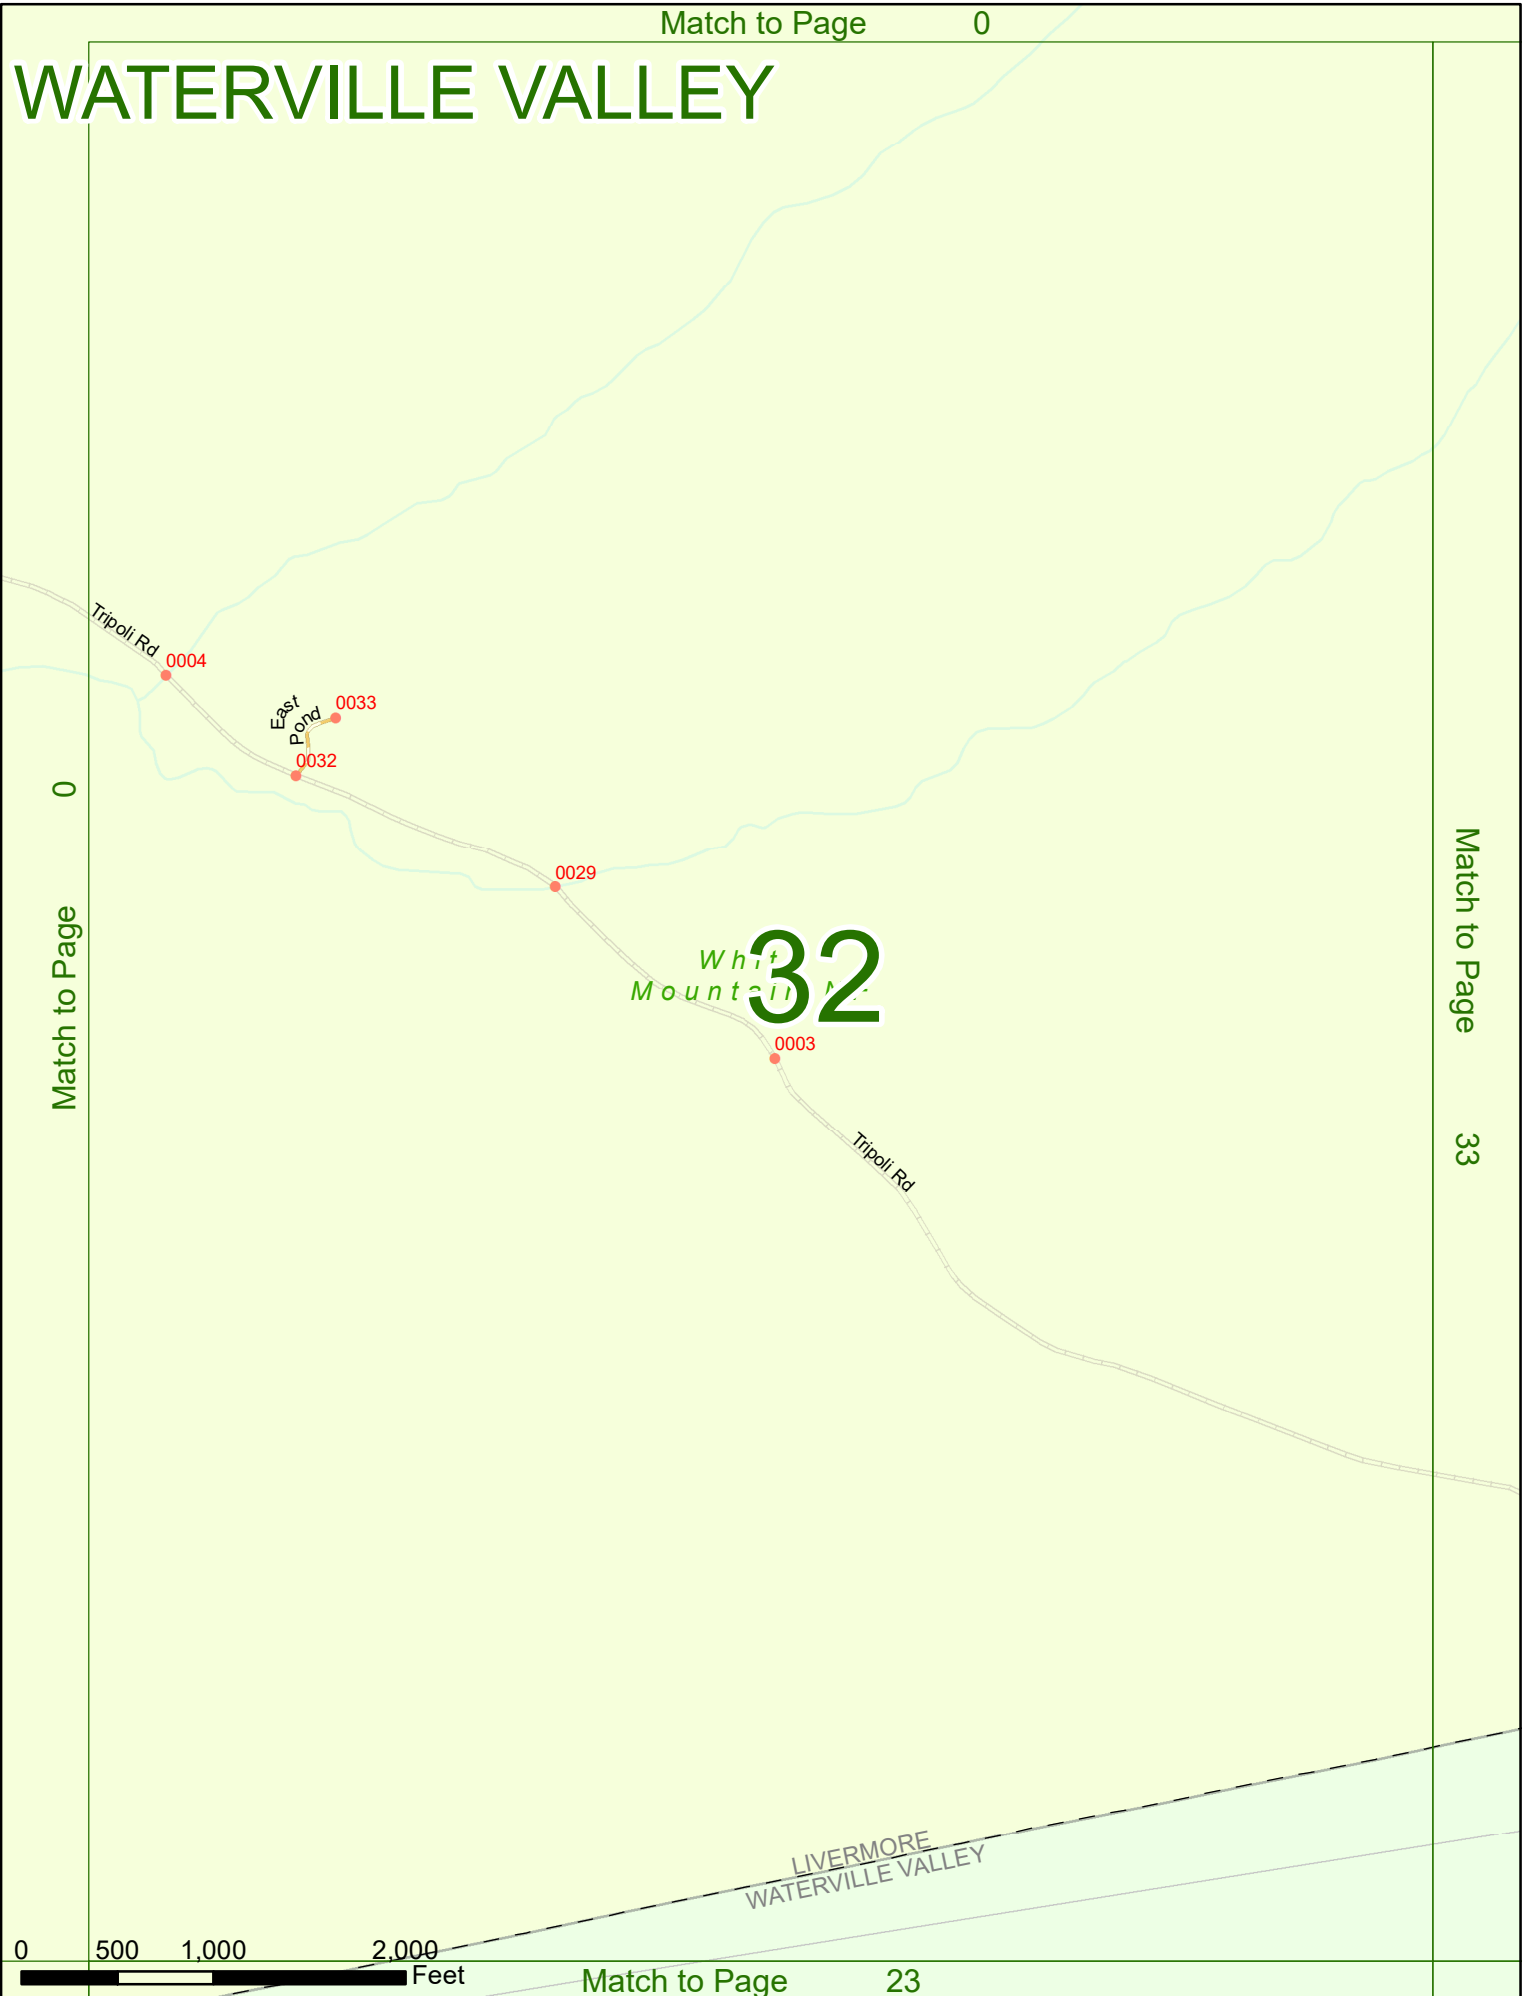 Match to Page 0
WATERVILLE VALLEY
Tripoli Rd
0004
East
Pond
0033
0032
0
Match to Page
0029
Match to Page 33
32
Mountain
0003
Tripoli Rd
LIVERMORE
WATERVILLE VALLEY
0 500 1,000 2,000
Feet
Match to Page 23